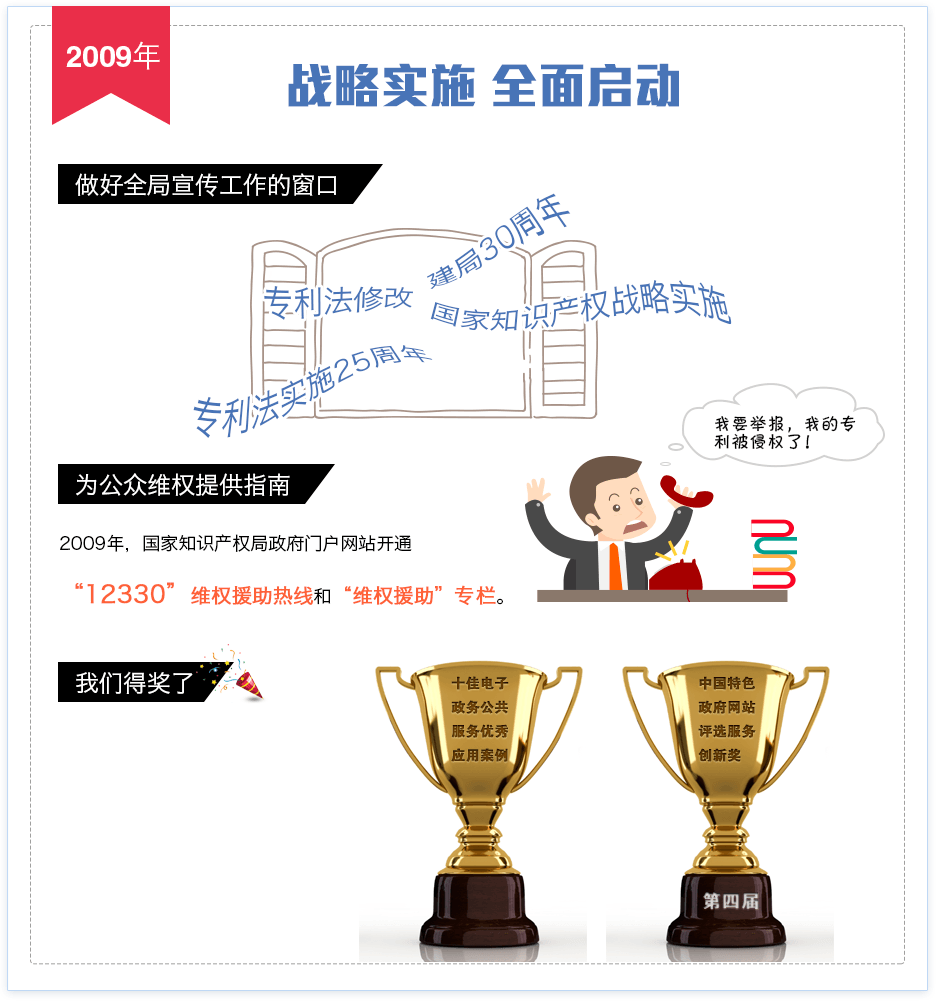 2009年
战略实施 全面启动
做好全局宣传工作的窗口
建局30周年
专利法修改
国家知识产权战略实施
专利法实施25周年
我要举报，我的专
利被侵权了！
为公众维权提供指南
2009年，国家知识产权局政府门户网站开通
“12330”维权援助热线和“维权援助”专栏。
我们得奖了
十佳电子
政务公共
服务优秀
应用案例
中国特色
政府网站
评选服务
创新奖
第四届